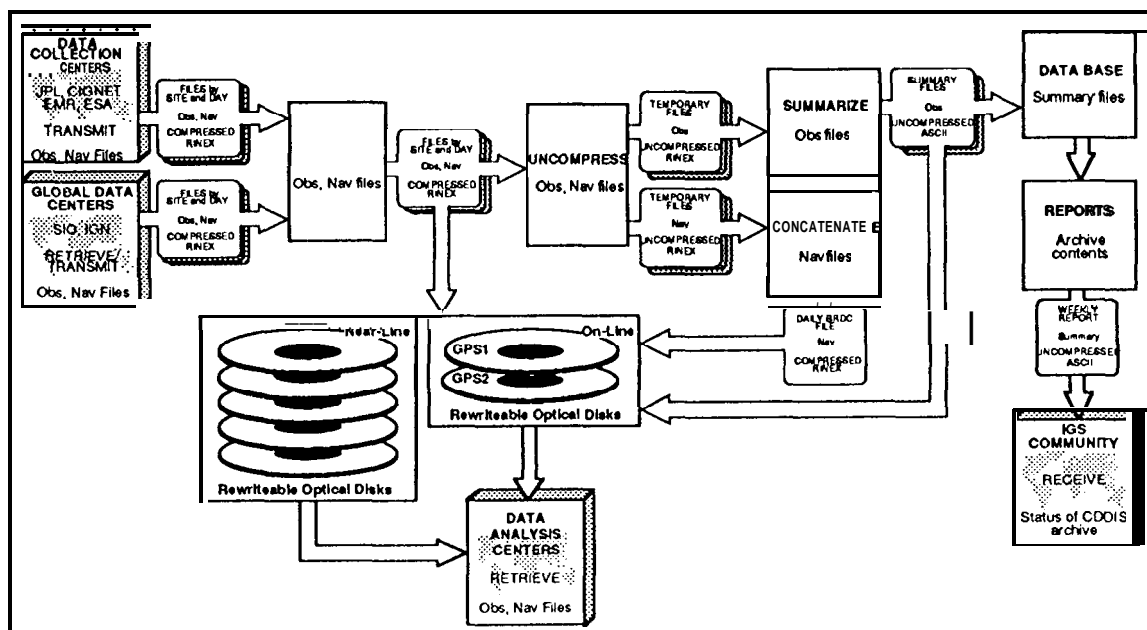 DATA
COLLECTION
CENTERS
JPL, CIGNET
EMR, ESA
TRANSMIT
Obs, Nav Files
FILES by
SITE and DAY
Obs, Nav
COMPRESSED
RINEX
GLOBAL DATA
CENTERS
SIO, IGN
RETRIEVE/
TRANSMIT
Obs, Nav Files
FILES by
SITE and DAY
Obs, Nav
COMPRESSED
RINEX
Obs, Nav files
FILES by
SITE and DAY
Obs, Nav
COMPRESSED
RINEX
UNCOMPRESS
Obs, Nav files
TEMPORARY
FILES
Obs
UNCOMPRESSED
RINEX
TEMPORARY
FILES
Nav
UNCOMPRESSED
RINEX
SUMMARIZE
Obs files
CONCATENATE E
Nav files
SUMMARY
FILES
Obs
UNCOMPRESSED
ASCII
DATA BASE
Summary files
REPORTS
Archive
contents
WEEKLY
REPORT
Summary
UNCOMPRESSED
ASCII
IGS
COMMUNITY
RECEIVE
Status of CDDIS
archive
DAILY BRDC
FILE
Nav
COMPRESSED
RINEX
Near-Line
Rewriteable Optical Disks
On-Line
GPS1
GPS2
Rewriteable Optical Disks
DATA
ANALYSIS
CENTERS
RETRIEVE
Obs, Nav Files